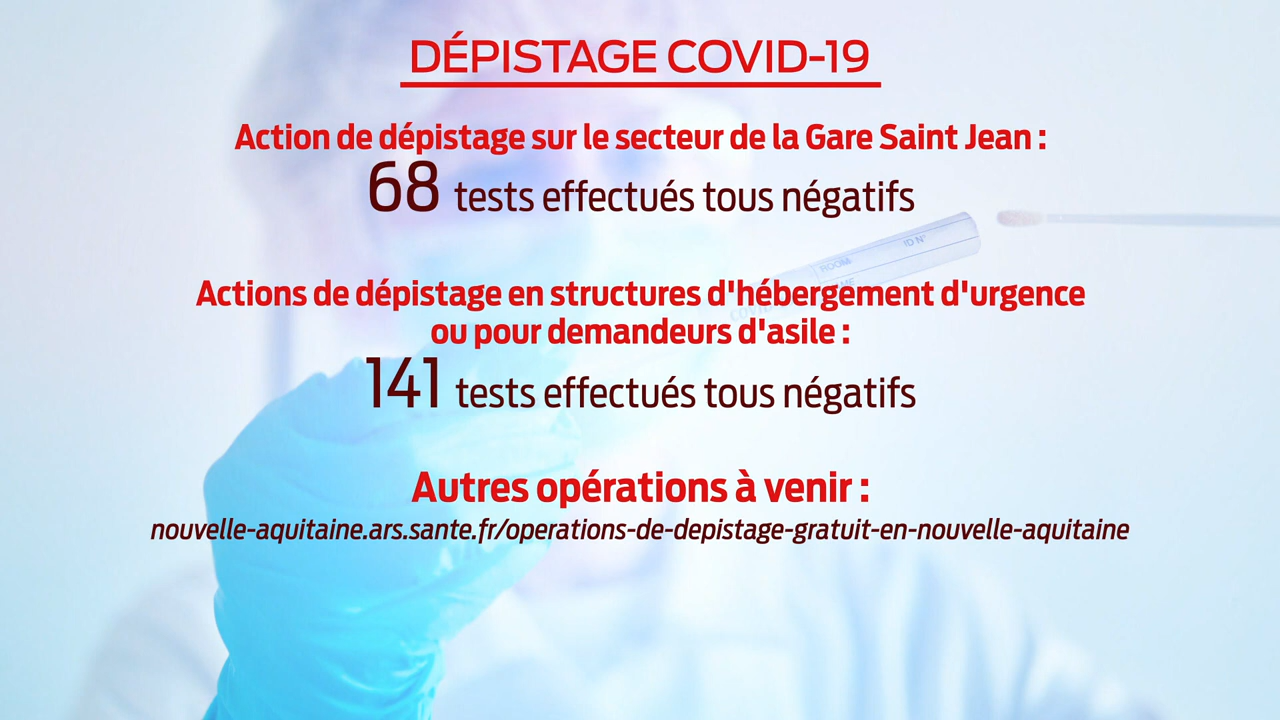 DÉPISTAGE COVID-19
Action de dépistage sur le secteur de la Gare Saint Jean :
68 tests effectués tous négatifs
ID N°
ROOM
Actions de dépistage en structures d'hébergement d'urgence
ou pour demandeurs d'asile :
141 tests effectués tous négatifs
Autres opérations à venir :
nouvelle-aquitaine.ars.sante.fr/operations-de-depistage-gratuit-en-nouvelle-aquitaine